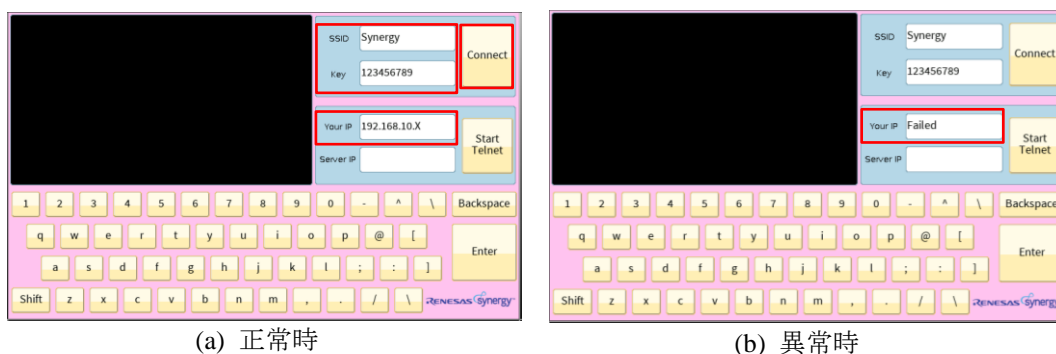 SSID Synergy
Key 123456789
Connect
Your IP 192.168.10.X
Server IP
Start
Telnet
1 2 3 4 5 6 7 8 9 0 - ^ \ Backspace
q w e r t y u i o p @ [
Enter
a s d f g h j k l ; : ]
Shift z x c v b n m , . / \ RENESAS Synergy
(a) 正常時
SSID Synergy
Key 123456789
Connect
Your IP Failed
Server IP
Start
Telnet
1 2 3 4 5 6 7 8 9 0 - ^ \ Backspace
q w e r t y u i o p @ [
Enter
a s d f g h j k l ; : ]
Shift z x c v b n m , . / \ RENESAS Synergy
(b) 異常時